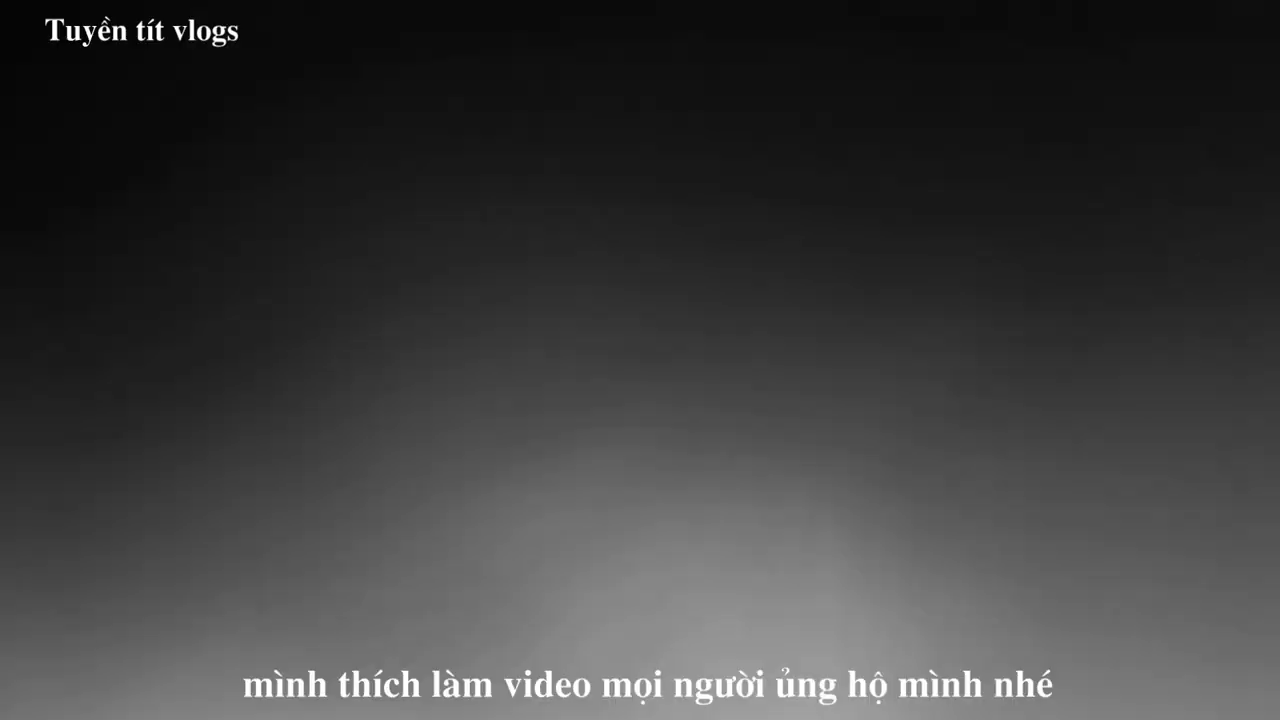 Tuyền tít vlogs
mình thích làm video mọi người ủng hộ mình nhé